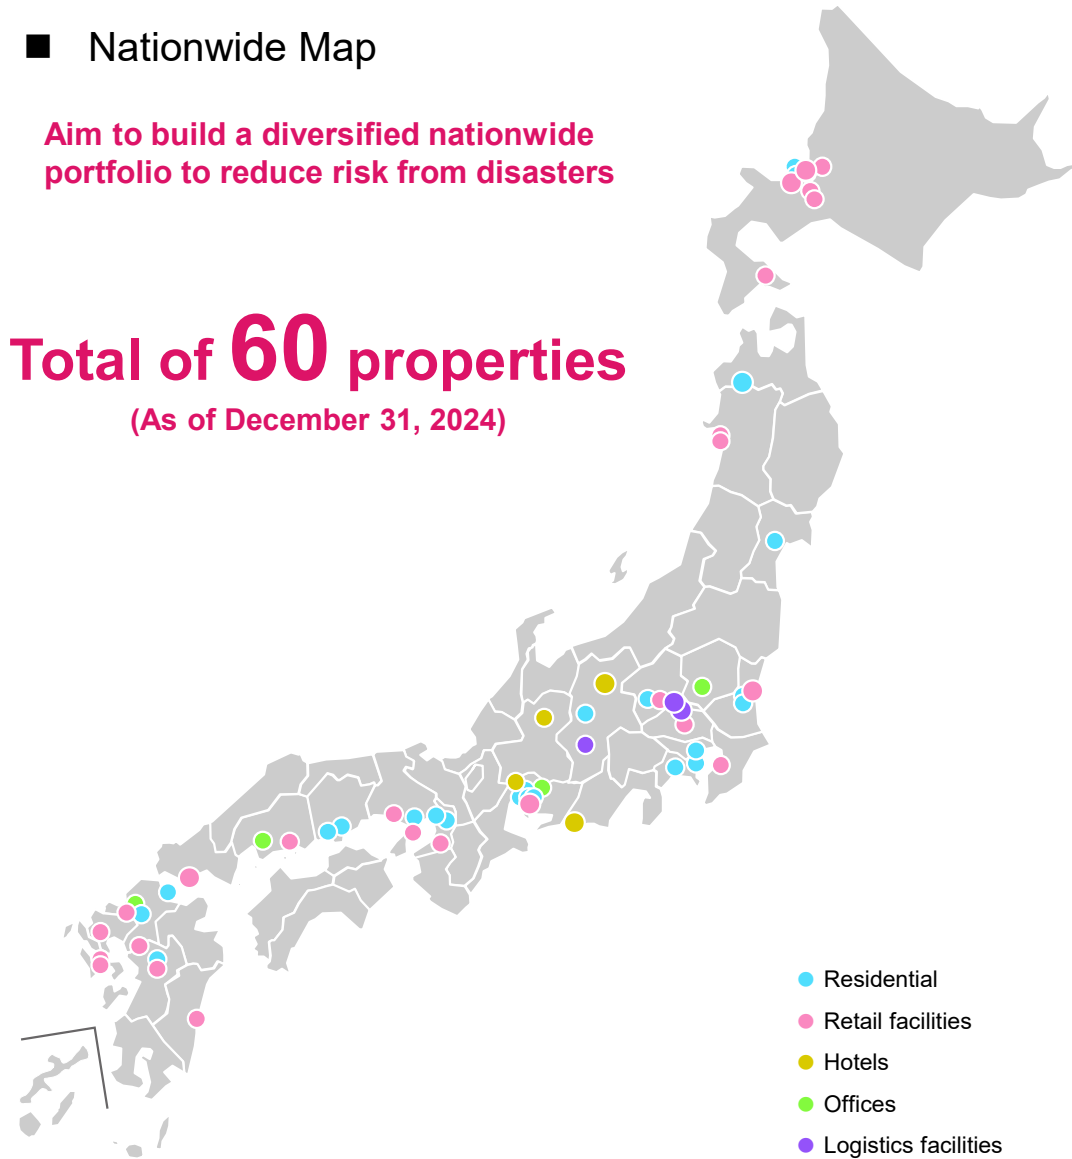 ■ Nationwide Map
Aim to build a diversified nationwide
portfolio to reduce risk from disasters
Total of 60 properties
(As of December 31, 2024)
Residential
Retail facilities
Hotels
Offices
Logistics facilities